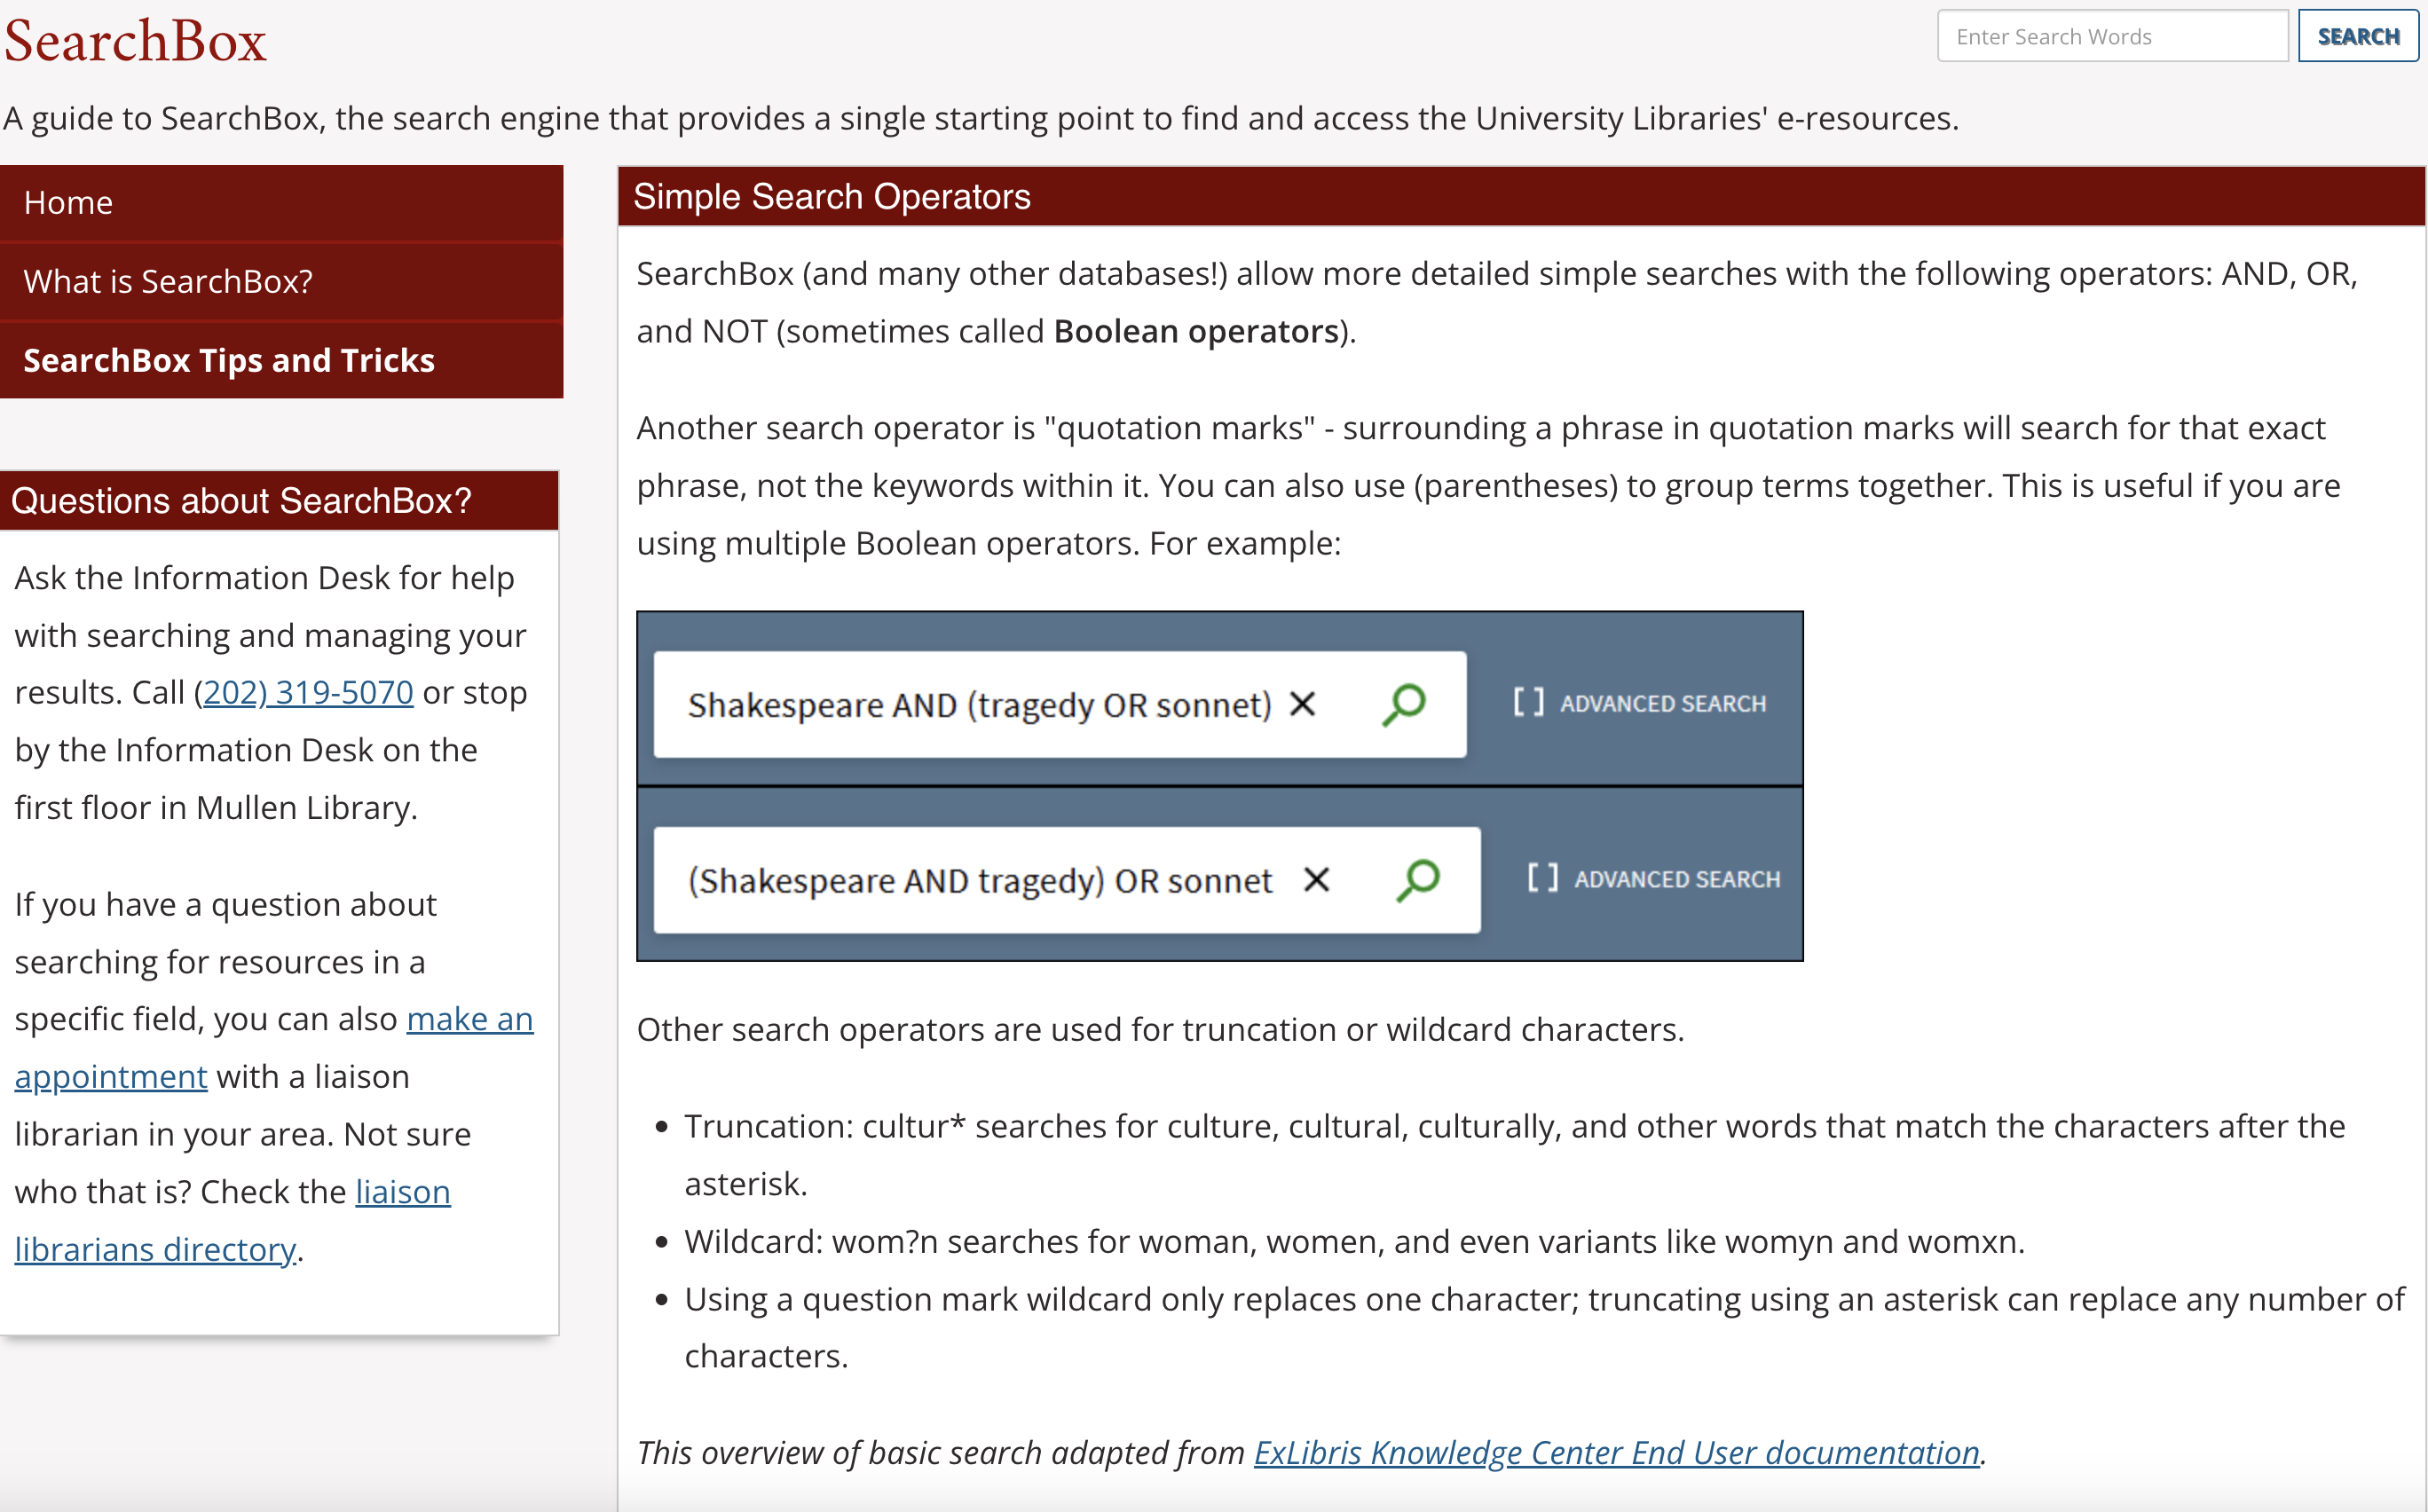 SearchBox
Enter Search Words
SEARCH
A guide to SearchBox, the search engine that provides a single starting point to find and access the University Libraries' e-resources.
Home
What is SearchBox?
SearchBox Tips and Tricks
Questions about SearchBox?
Ask the Information Desk for help
with searching and managing your
results. Call (202) 319-5070 or stop
by the Information Desk on the
first floor in Mullen Library.
If you have a question about
searching for resources in a
specific field, you can also make an
appointment with a liaison
librarian in your area. Not sure
who that is? Check the liaison
librarians directory.
Simple Search Operators
SearchBox (and many other databases!) allow more detailed simple searches with the following operators: AND, OR,
and NOT (sometimes called Boolean operators).
Another search operator is "quotation marks" - surrounding a phrase in quotation marks will search for that exact
phrase, not the keywords within it. You can also use (parentheses) to group terms together. This is useful if you are
using multiple Boolean operators. For example:
Shakespeare AND (tragedy OR sonnet)
ADVANCED SEARCH
(Shakespeare AND tragedy) OR sonnet
ADVANCED SEARCH
Other search operators are used for truncation or wildcard characters.
• Truncation: cultur* searches for culture, cultural, culturally, and other words that match the characters after the
asterisk.
• Wildcard: wom?n searches for woman, women, and even variants like womyn and womxn.
• Using a question mark wildcard only replaces one character; truncating using an asterisk can replace any number of
characters.
This overview of basic search adapted from ExLibris Knowledge Center End User documentation.